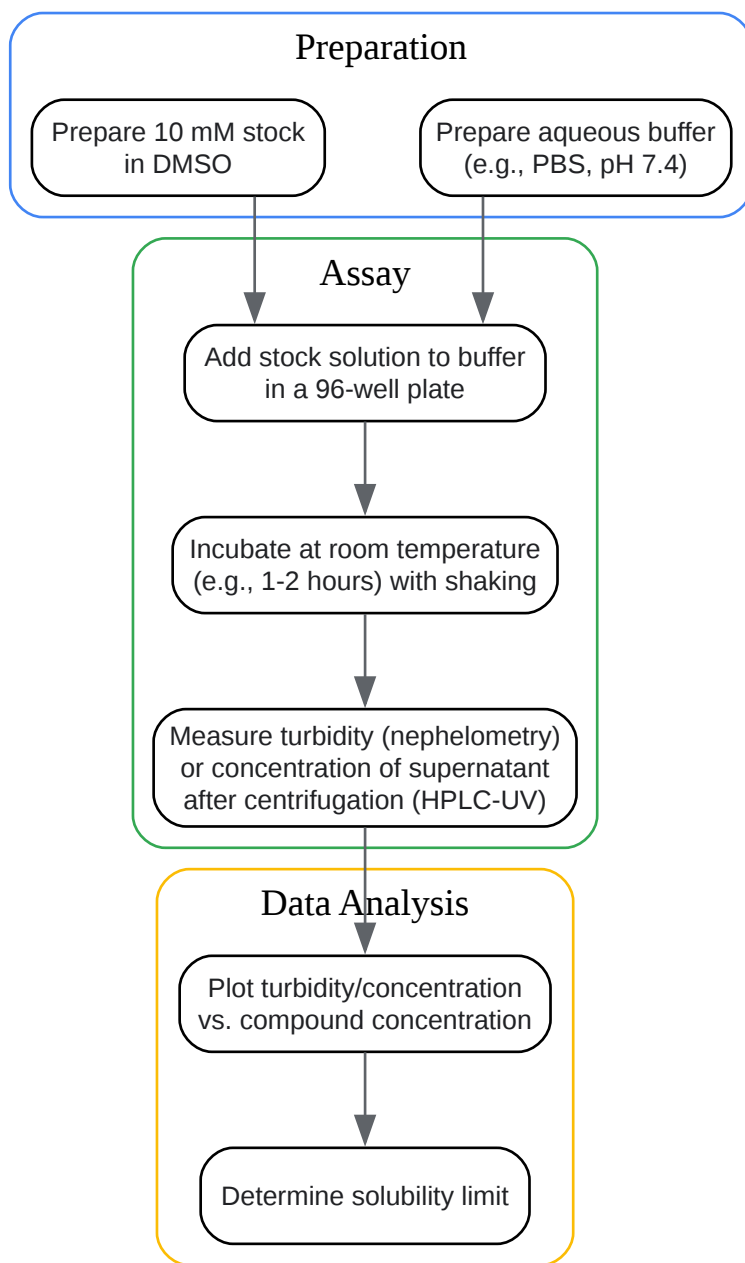 Preparation
Prepare 10 mM stock
in DMSO
Prepare aqueous buffer
(e.g., PBS, pH 7.4)
Assay
Add stock solution to buffer
in a 96-well plate
Incubate at room temperature
(e.g., 1-2 hours) with shaking
Measure turbidity (nephelometry)
or concentration of supernatant
after centrifugation (HPLC-UV)
Data Analysis
Plot turbidity/concentration
vs. compound concentration
Determine solubility limit